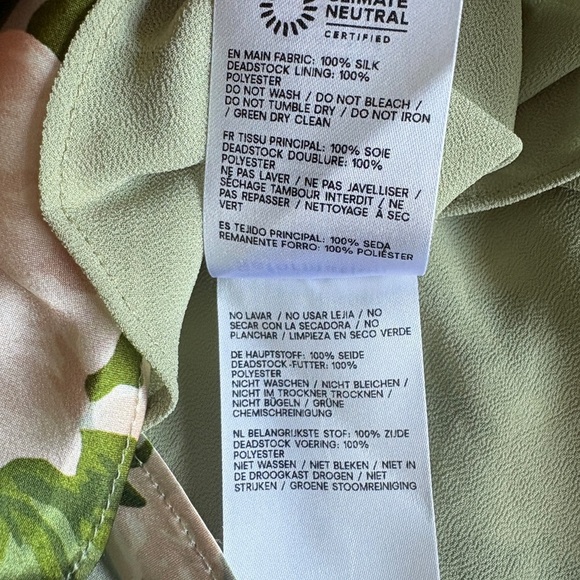 CLIMATE
NEUTRAL
CERTIFIED
EN MAIN FABRIC: 100% SILK
DEADSTOCK LINING: 100%
POLYESTER
DO NOT WASH / DO NOT BLEACH /
DO NOT TUMBLE DRY / DO NOT IRON
/ GREEN DRY CLEAN
FR TISSU PRINCIPAL: 100% SOIE
DEADSTOCK DOUBLURE: 100%
POLYESTER
NE PAS LAVER / NE PAS JAVELLISER /
SÉCHAGE TAMBOUR INTERDIT / NE
PAS REPASSER / NETTOYAGE À SEC
VERT
ES TEJIDO PRINCIPAL: 100% SEDA
REMANENTE FORRO: 100% POLIÉSTER
NO LAVAR / NO USAR LEJIA / NO
SECAR CON LA SECADORA / NO
PLANCHAR / LIMPIEZA EN SECO VERDE
DE HAUPTSTOFF: 100% SEIDE
DEADSTOCK-FUTTER: 100%
POLYESTER
NICHT WASCHEN / NICHT BLEICHEN /
NICHT IM TROCKNER TROCKNEN /
NICHT BÜGELN / GRÜNE
CHEMISCHREINIGUNG
NL BELANGRIJKSTE STOF: 100% ZIJDE
DEADSTOCK VOERING: 100%
POLYESTER
NIET WASSEN / NIET BLEKEN / NIET IN
DE DROOGKAST DROGEN / NIET
STRIJKEN / GROENE STOOMREINIGING